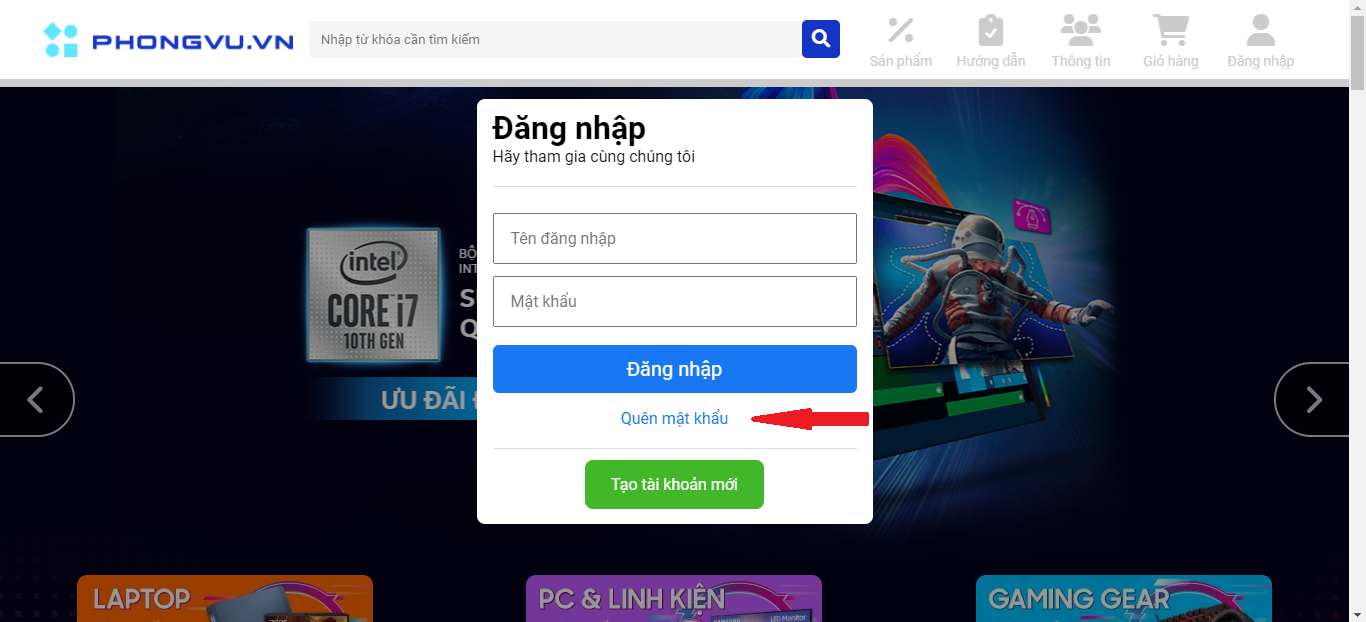 PHONGVU.VN
Nhập từ khóa cần tìm kiếm
Sản phẩm
Hướng dẫn
Thông tin
Giỏ hàng
Đăng nhập
Đăng nhập
Hãy tham gia cùng chúng tôi
Tên đăng nhập
Mật khẩu
Đăng nhập
Quên mật khẩu
Tạo tài khoản mới
intel
CORE i7
10TH GEN
BỘ
INT
ƯU ĐÃI
LAPTOP
PC & LINH KIỆN
LED Monitor
GAMING GEAR